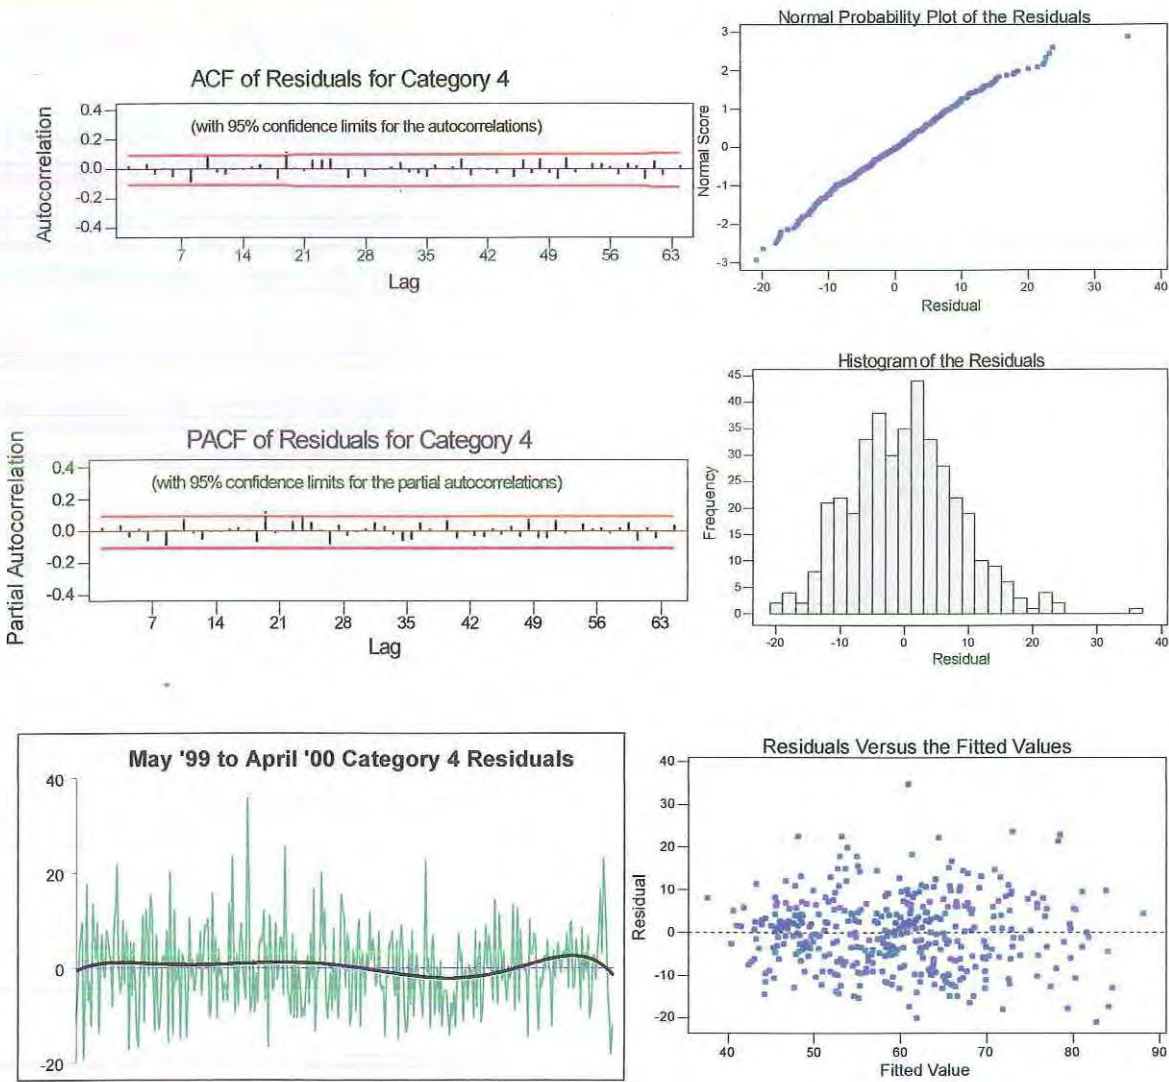 ACF of Residuals for Category 4
(with 95% confidence limits for the autocorrelations)
Autocorrelation
0.4
0.2
0.0
-0.2
-0.4
7 14 21 28 35 42 49 56 63
Lag
Normal Probability Plot of the Residuals
Normal Score
3
2
1
0
-1
-2
-3
-20 -10 0 10 20 30 40
Residual
PACF of Residuals for Category 4
(with 95% confidence limits for the partial autocorrelations)
Partial Autocorrelation
0.4
0.2
0.0
-0.2
-0.4
7 14 21 28 35 42 49 56 63
Lag
Histogram of the Residuals
Frequency
45
40
35
30
25
20
15
10
5
0
-20 -10 0 10 20 30 40
Residual
May '99 to April '00 Category 4 Residuals
40
20
0
-20
Residuals Versus the Fitted Values
Residual
40
30
20
10
0
-10
-20
40 50 60 70 80 90
Fitted Value